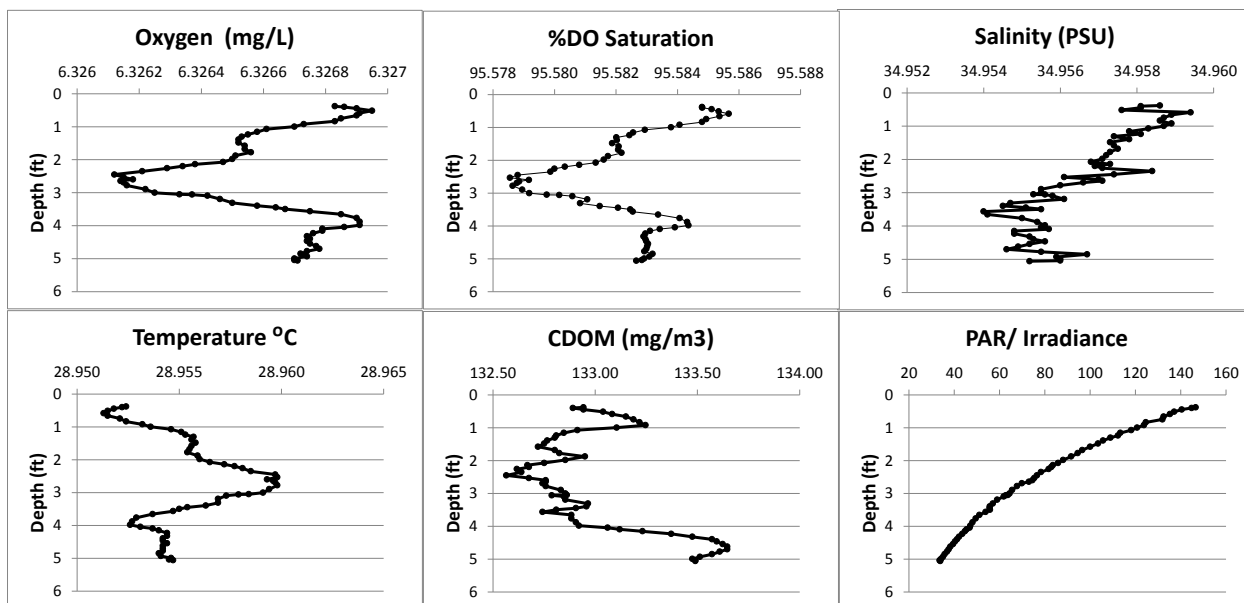 Oxygen (mg/L)
6.326 6.3262 6.3264 6.3266 6.3268 6.327
0
1
2
3
4
5
6
Depth (ft)
%DO Saturation
95.578 95.580 95.582 95.584 95.586 95.588
0
1
2
3
4
5
6
Depth (ft)
Salinity (PSU)
34.952 34.954 34.956 34.958 34.960
0
1
2
3
4
5
6
Depth (ft)
Temperature ⁰C
28.950 28.955 28.960 28.965
0
1
2
3
4
5
6
Depth (ft)
CDOM (mg/m3)
132.50 133.00 133.50 134.00
0
1
2
3
4
5
6
Depth (ft)
PAR/ Irradiance
20 40 60 80 100 120 140 160
0
1
2
3
4
5
6
Depth (ft)